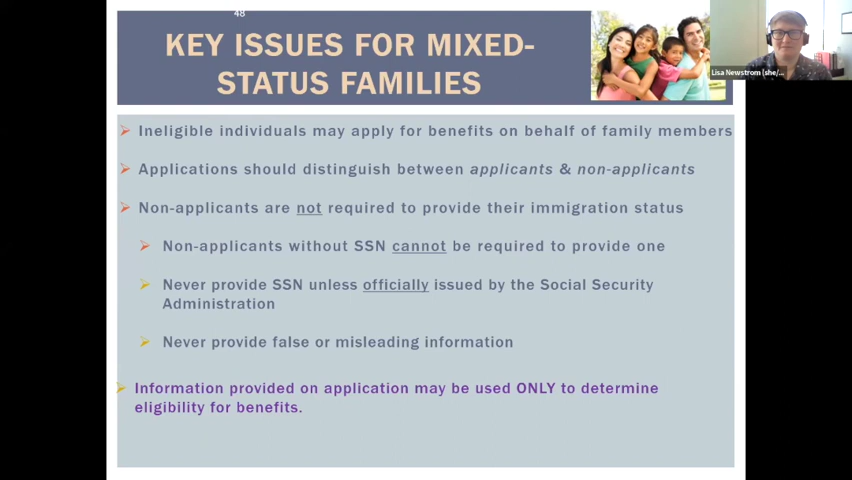 48
KEY ISSUES FOR MIXED-
STATUS FAMILIES
Lisa Newstrom (she/...
Ineligible individuals may apply for benefits on behalf of family members
Applications should distinguish between applicants & non-applicants
Non-applicants are not required to provide their immigration status
Non-applicants without SSN cannot be required to provide one
Never provide SSN unless officially issued by the Social Security
Administration
Never provide false or misleading information
Information provided on application may be used ONLY to determine
eligibility for benefits.